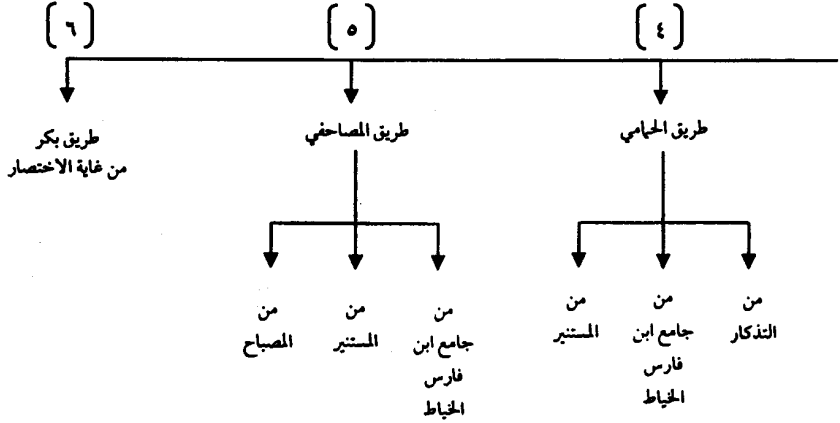 [٤]
طريق الحمامي
من
التذكار
من
جامع ابن
فارس
الخياط
من
المستنير
[٥]
طريق المصاحفي
من
جامع ابن
فارس
الخياط
من
المستنير
من
المصباح
[٦]
طريق بكر
من غاية الاختصار